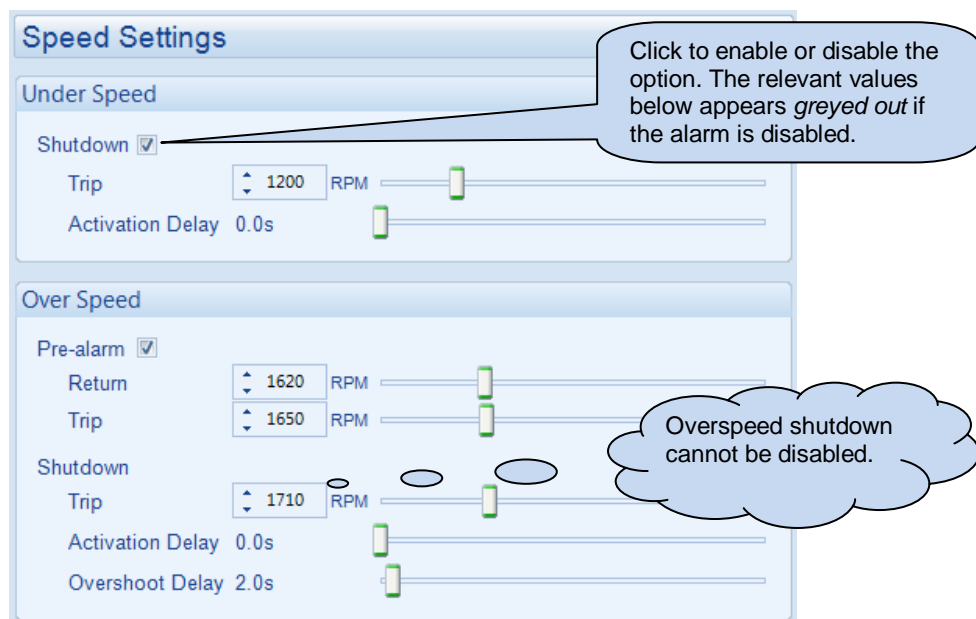 Speed Settings
Click to enable or disable the
option. The relevant values
below appears greyed out if
the alarm is disabled.
Under Speed
Shutdown
Trip 1200 RPM
Activation Delay 0.0s
Over Speed
Pre-alarm
Return 1620 RPM
Trip 1650 RPM
Overspeed shutdown
cannot be disabled.
Shutdown
Trip 1710 RPM
Activation Delay 0.0s
Overshoot Delay 2.0s